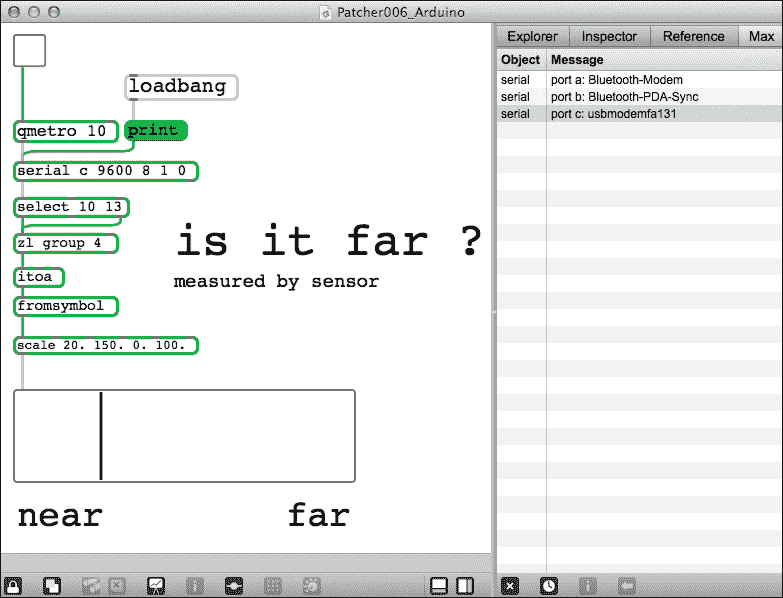 Patcher006_Arduino
loadbang
qmetro 10
print
serial c 9600 8 1 0
select 10 13
zl group 4
itoa
fromsymbol
scale 20. 150. 0. 100.
is it far ?
measured by sensor
near far
Explorer Inspector Reference Max
Object Message
serial port a: Bluetooth-Modem
serial port b: Bluetooth-PDA-Sync
serial port c: usbmodemfa131